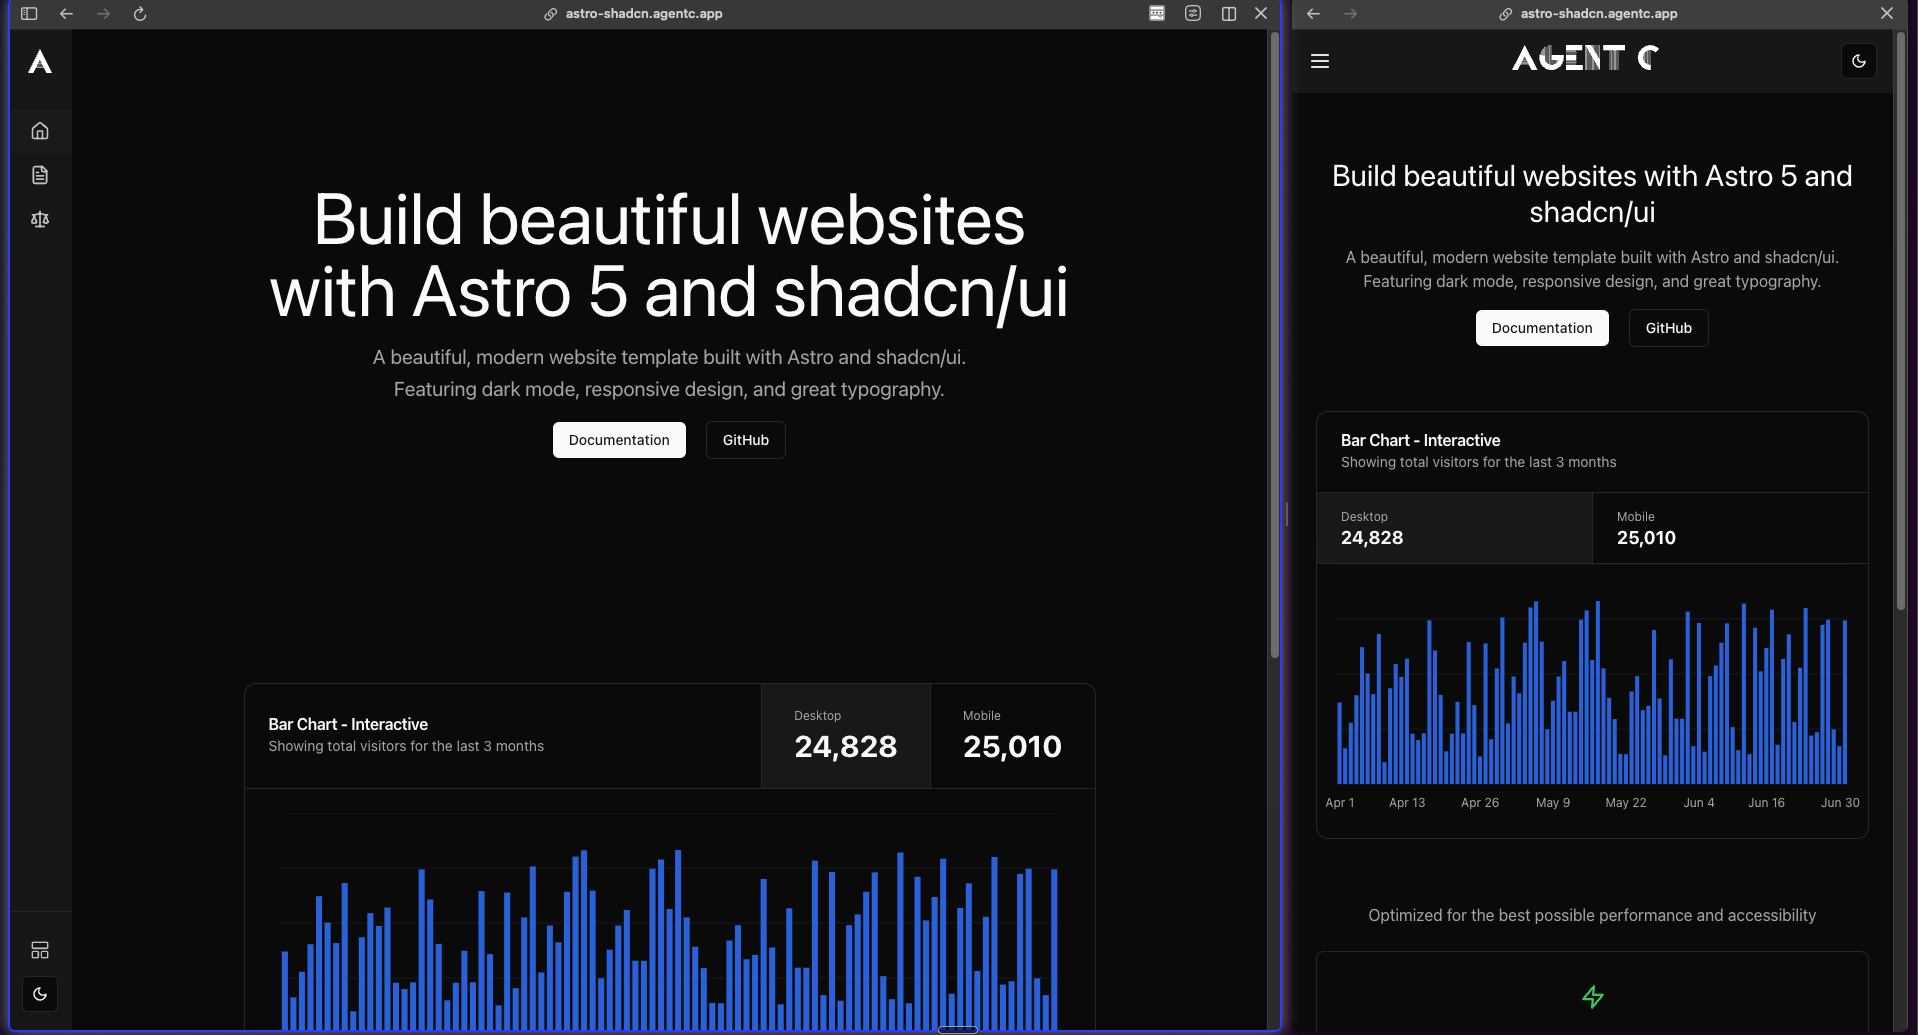 astro-shadcn.agentc.app
Build beautiful websites
with Astro 5 and shadcn/ui
A beautiful, modern website template built with Astro and shadcn/ui.
Featuring dark mode, responsive design, and great typography.
Documentation
GitHub
Bar Chart - Interactive
Showing total visitors for the last 3 months
Desktop
24,828
Mobile
25,010
astro-shadcn.agentc.app
AGENT C
Build beautiful websites with Astro 5 and
shadcn/ui
A beautiful, modern website template built with Astro and shadcn/ui.
Featuring dark mode, responsive design, and great typography.
Documentation
GitHub
Bar Chart - Interactive
Showing total visitors for the last 3 months
Desktop
24,828
Mobile
25,010
Apr 1 Apr 13 Apr 26 May 9 May 22 Jun 4 Jun 16 Jun 30
Optimized for the best possible performance and accessibility